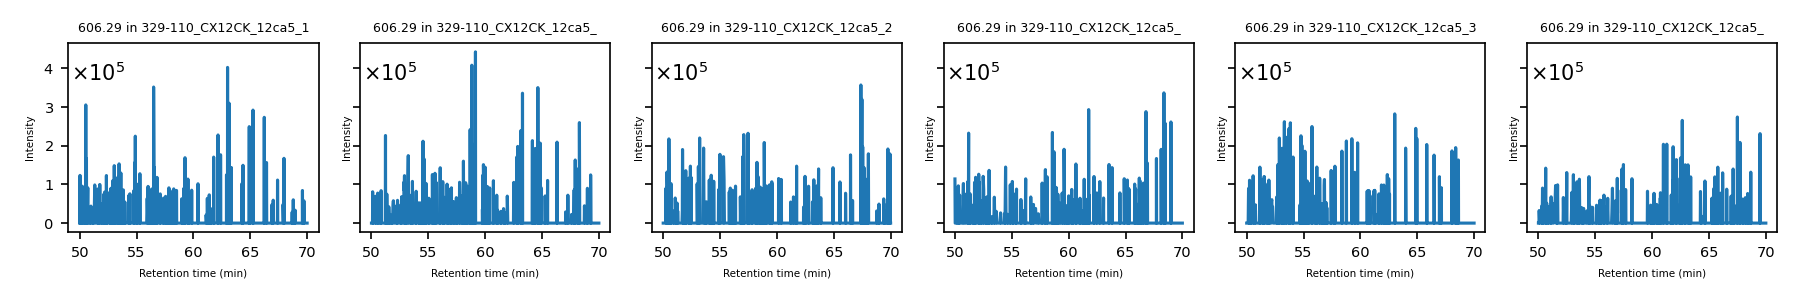 606.29 in 329-110_CX12CK_12ca5_1
606.29 in 329-110_CX12CK_12ca5_
606.29 in 329-110_CX12CK_12ca5_2
606.29 in 329-110_CX12CK_12ca5_
606.29 in 329-110_CX12CK_12ca5_3
606.29 in 329-110_CX12CK_12ca5_
×10⁵
×10⁵
×10⁵
×10⁵
×10⁵
×10⁵
4
3
2
1
0
Intensity
Intensity
Intensity
Intensity
Intensity
Intensity
50 55 60 65 70
50 55 60 65 70
50 55 60 65 70
50 55 60 65 70
50 55 60 65 70
50 55 60 65 70
Retention time (min)
Retention time (min)
Retention time (min)
Retention time (min)
Retention time (min)
Retention time (min)